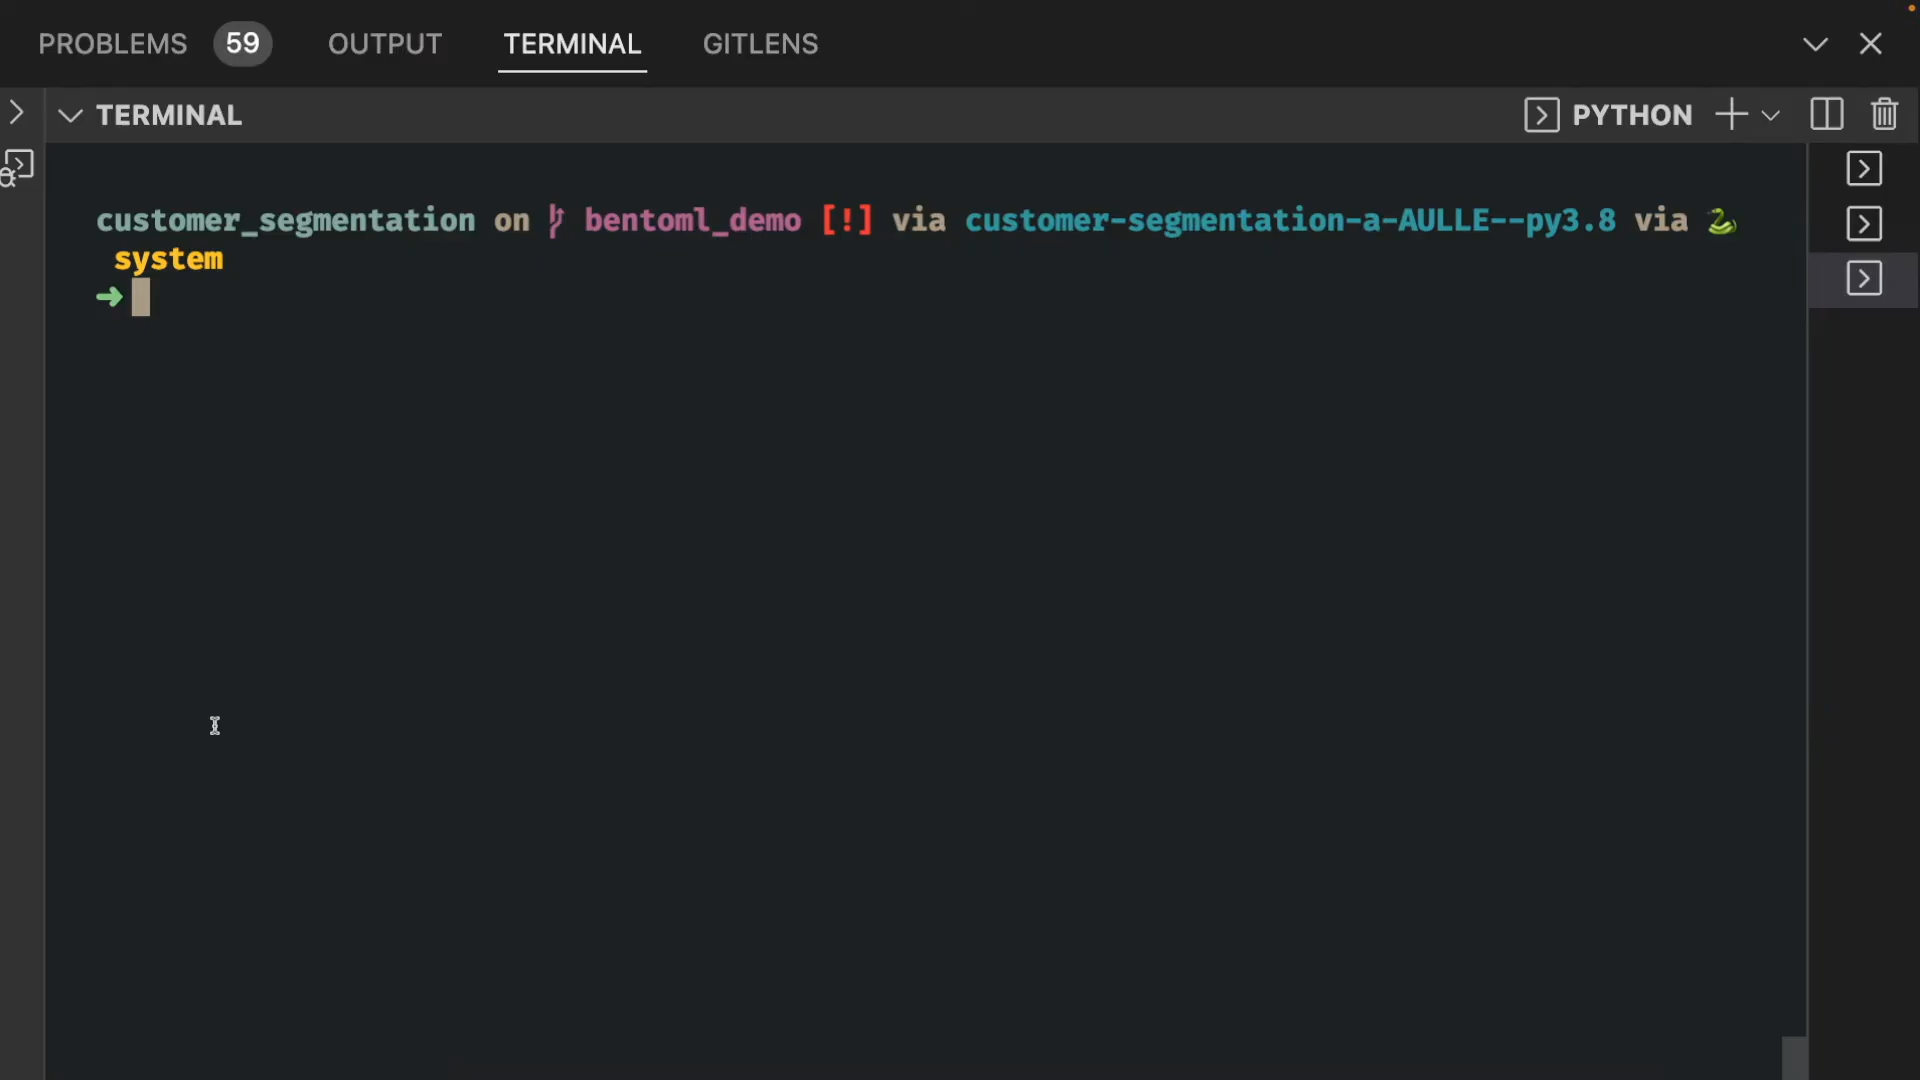 PROBLEMS 59 OUTPUT TERMINAL GITLENS
TERMINAL PYTHON
customer_segmentation on bentoml_demo [!] via customer-segmentation-a-AULLE--py3.8 via 🐍
system
➜